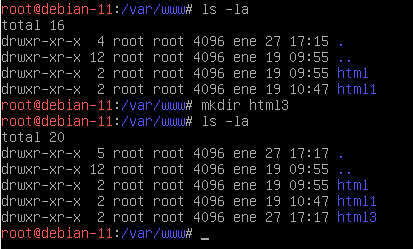 root@debian-11:/var/www# ls -la
total 16
drwxr-xr-x  4 root root 4096 ene 27 17:15 .
drwxr-xr-x 12 root root 4096 ene 19 09:55 ..
drwxr-xr-x  2 root root 4096 ene 19 09:55 html
drwxr-xr-x  2 root root 4096 ene 19 10:47 html1
root@debian-11:/var/www# mkdir html3
root@debian-11:/var/www# ls -la
total 20
drwxr-xr-x  5 root root 4096 ene 27 17:17 .
drwxr-xr-x 12 root root 4096 ene 19 09:55 ..
drwxr-xr-x  2 root root 4096 ene 19 09:55 html
drwxr-xr-x  2 root root 4096 ene 19 10:47 html1
drwxr-xr-x  2 root root 4096 ene 27 17:17 html3
root@debian-11:/var/www# _